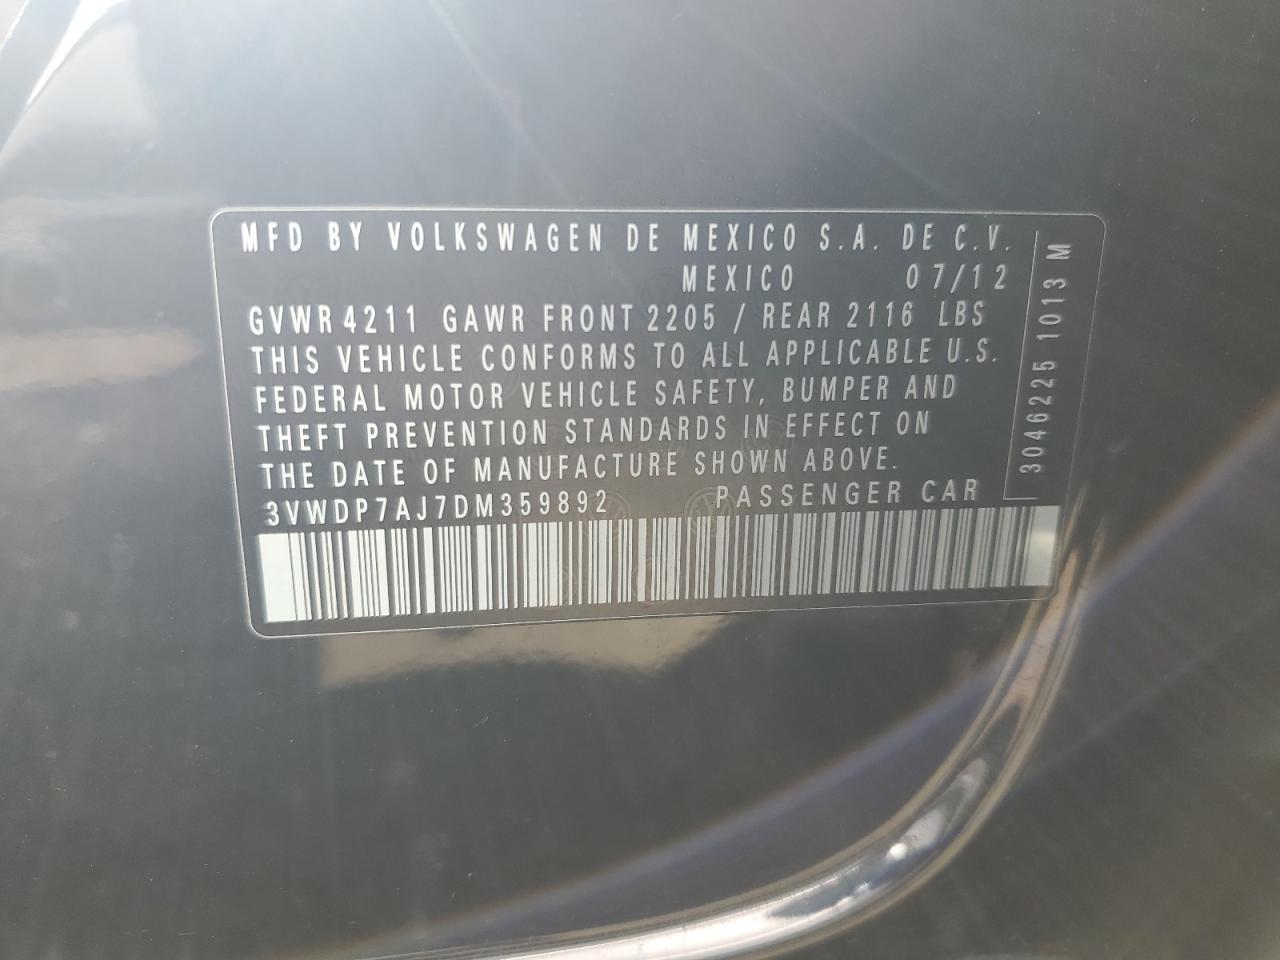 MFD BY VOLKSWAGEN DE MEXICO S.A. DE C.V.
MEXICO 07/12
GVWR 4211 GAWR FRONT 2205 / REAR 2116 LBS
THIS VEHICLE CONFORMS TO ALL APPLICABLE U.S.
FEDERAL MOTOR VEHICLE SAFETY, BUMPER AND
THEFT PREVENTION STANDARDS IN EFFECT ON
THE DATE OF MANUFACTURE SHOWN ABOVE.
3VWDP7AJ7DM359892 PASSENGER CAR
3046225 1013 M